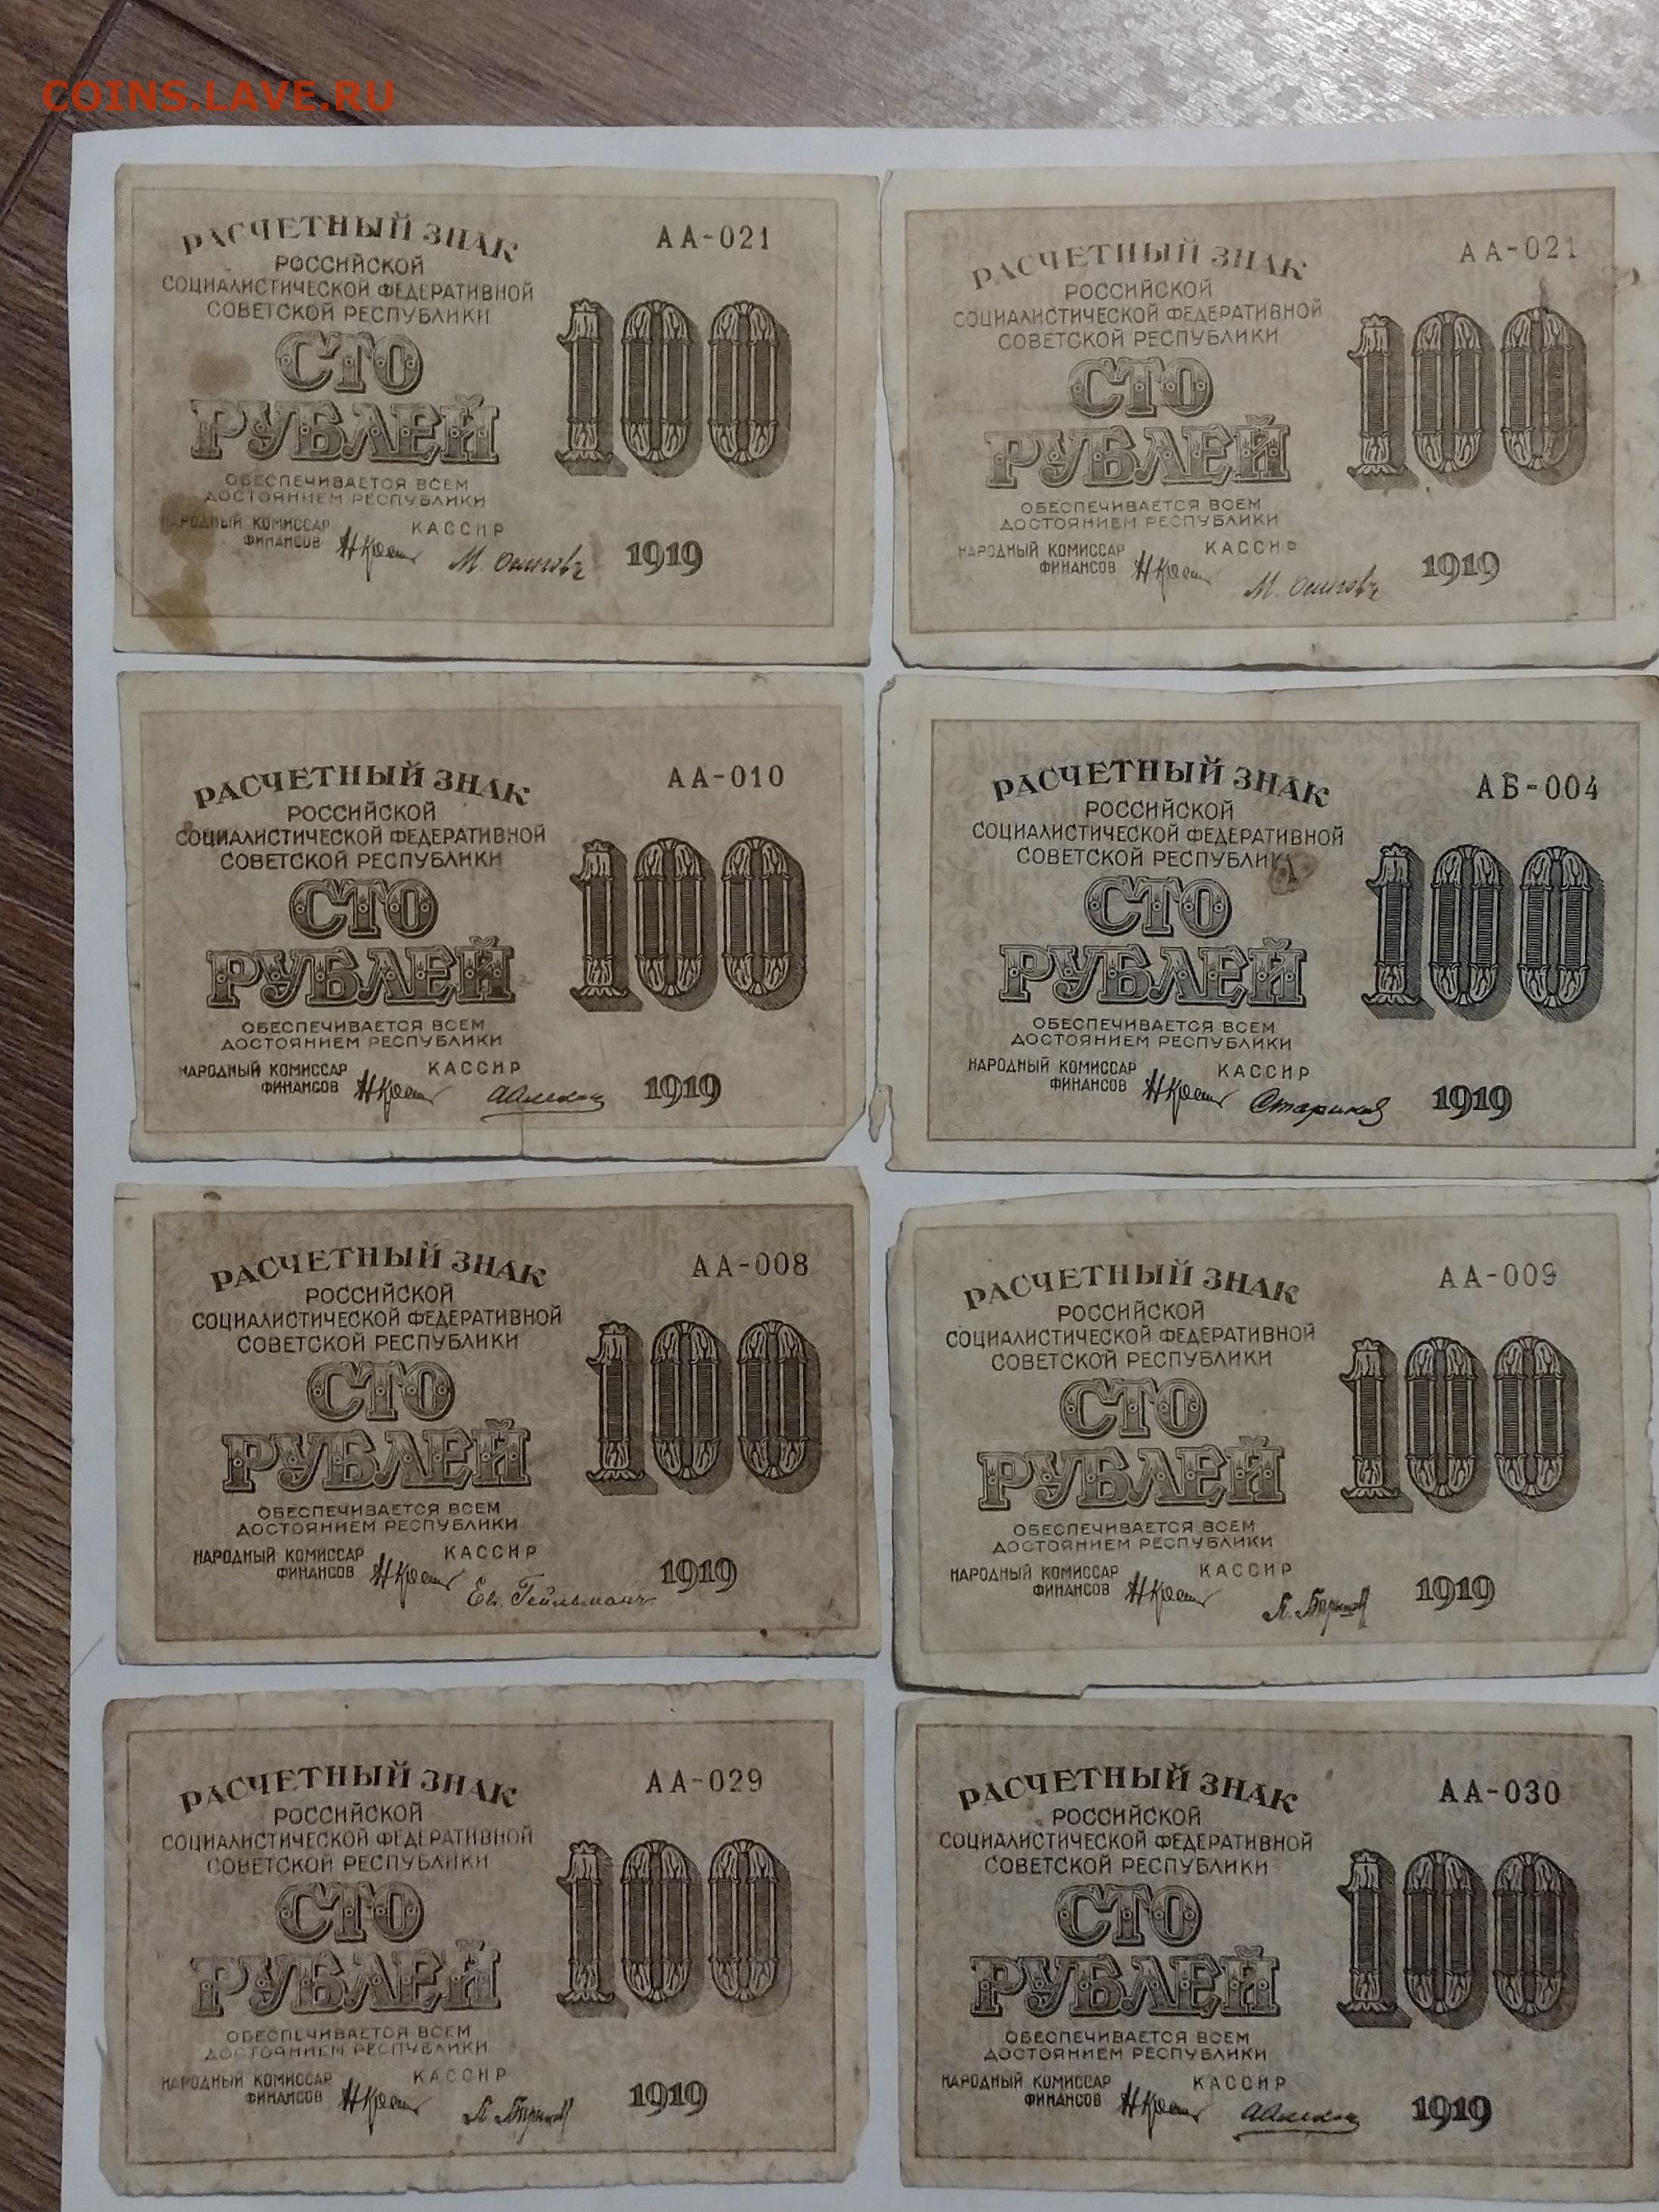 COINS.LAVE.RU
РАСЧЕТНЫЙ ЗНАК
АА-021
РОССИЙСКОЙ
СОЦИАЛИСТИЧЕСКОЙ ФЕДЕРАТИВНОЙ
СОВЕТСКОЙ РЕСПУБЛИКИ
СТО
РУБЛЕЙ
100
ОБЕСПЕЧИВАЕТСЯ ВСЕМ
ДОСТОЯНИЕМ РЕСПУБЛИКИ
НАРОДНЫЙ КОМИССАР
ФИНАНСОВ
КАССИР
М. Осиповъ
1919
РАСЧЕТНЫЙ ЗНАК
АА-021
РОССИЙСКОЙ
СОЦИАЛИСТИЧЕСКОЙ ФЕДЕРАТИВНОЙ
СОВЕТСКОЙ РЕСПУБЛИКИ
СТО
РУБЛЕЙ
100
ОБЕСПЕЧИВАЕТСЯ ВСЕМ
ДОСТОЯНИЕМ РЕСПУБЛИКИ
НАРОДНЫЙ КОМИССАР
ФИНАНСОВ
КАССИР
М. Осиповъ
1919
РАСЧЕТНЫЙ ЗНАК
АА-010
РОССИЙСКОЙ
СОЦИАЛИСТИЧЕСКОЙ ФЕДЕРАТИВНОЙ
СОВЕТСКОЙ РЕСПУБЛИКИ
СТО
РУБЛЕЙ
100
ОБЕСПЕЧИВАЕТСЯ ВСЕМ
ДОСТОЯНИЕМ РЕСПУБЛИКИ
НАРОДНЫЙ КОМИССАР
ФИНАНСОВ
КАССИР
1919
РАСЧЕТНЫЙ ЗНАК
АБ-004
РОССИЙСКОЙ
СОЦИАЛИСТИЧЕСКОЙ ФЕДЕРАТИВНОЙ
СОВЕТСКОЙ РЕСПУБЛИКИ
СТО
РУБЛЕЙ
100
ОБЕСПЕЧИВАЕТСЯ ВСЕМ
ДОСТОЯНИЕМ РЕСПУБЛИКИ
НАРОДНЫЙ КОМИССАР
ФИНАНСОВ
КАССИР
Стариков
1919
РАСЧЕТНЫЙ ЗНАК
АА-008
РОССИЙСКОЙ
СОЦИАЛИСТИЧЕСКОЙ ФЕДЕРАТИВНОЙ
СОВЕТСКОЙ РЕСПУБЛИКИ
СТО
РУБЛЕЙ
100
ОБЕСПЕЧИВАЕТСЯ ВСЕМ
ДОСТОЯНИЕМ РЕСПУБЛИКИ
НАРОДНЫЙ КОМИССАР
ФИНАНСОВ
КАССИР
Ев. Гейльманъ
1919
РАСЧЕТНЫЙ ЗНАК
АА-009
РОССИЙСКОЙ
СОЦИАЛИСТИЧЕСКОЙ ФЕДЕРАТИВНОЙ
СОВЕТСКОЙ РЕСПУБЛИКИ
СТО
РУБЛЕЙ
100
ОБЕСПЕЧИВАЕТСЯ ВСЕМ
ДОСТОЯНИЕМ РЕСПУБЛИКИ
НАРОДНЫЙ КОМИССАР
ФИНАНСОВ
КАССИР
1919
РАСЧЕТНЫЙ ЗНАК
АА-029
РОССИЙСКОЙ
СОЦИАЛИСТИЧЕСКОЙ ФЕДЕРАТИВНОЙ
СОВЕТСКОЙ РЕСПУБЛИКИ
СТО
РУБЛЕЙ
100
ОБЕСПЕЧИВАЕТСЯ ВСЕМ
ДОСТОЯНИЕМ РЕСПУБЛИКИ
НАРОДНЫЙ КОМИССАР
ФИНАНСОВ
КАССИР
1919
РАСЧЕТНЫЙ ЗНАК
АА-030
РОССИЙСКОЙ
СОЦИАЛИСТИЧЕСКОЙ ФЕДЕРАТИВНОЙ
СОВЕТСКОЙ РЕСПУБЛИКИ
СТО
РУБЛЕЙ
100
ОБЕСПЕЧИВАЕТСЯ ВСЕМ
ДОСТОЯНИЕМ РЕСПУБЛИКИ
НАРОДНЫЙ КОМИССАР
ФИНАНСОВ
КАССИР
1919